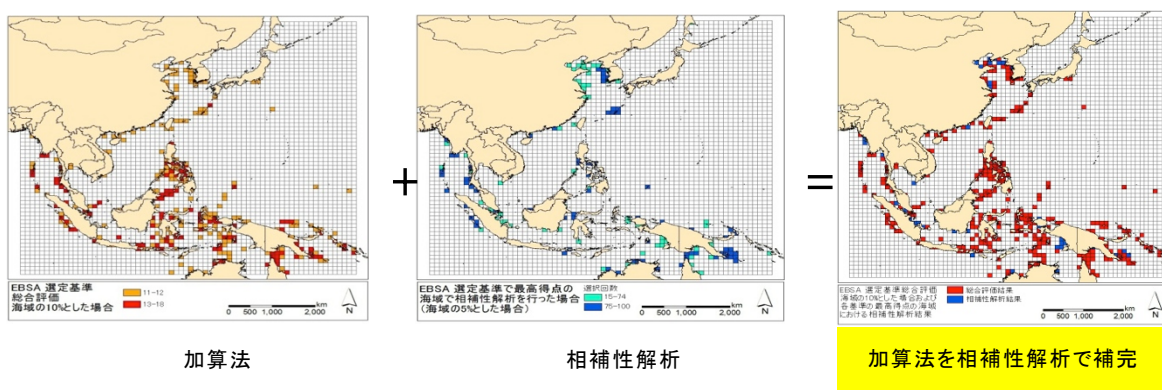 EBSA 選定基準
総合評価
海域の10%とした場合
11-12
13-18
km
0 500 1,000 2,000
N
加算法
+
EBSA 選定基準で最高得点の
海域で相補性解析を行った場合
(海域の5%とした場合)
選択回数
15-74
75-100
km
0 500 1,000 2,000
N
相補性解析
=
EBSA 選定基準総合評価
海域の10%とした場合および
各基準の最高得点の海域
における相補性解析結果
総合評価結果
相補性解析結果
km
0 500 1,000 2,000
N
加算法を相補性解析で補完